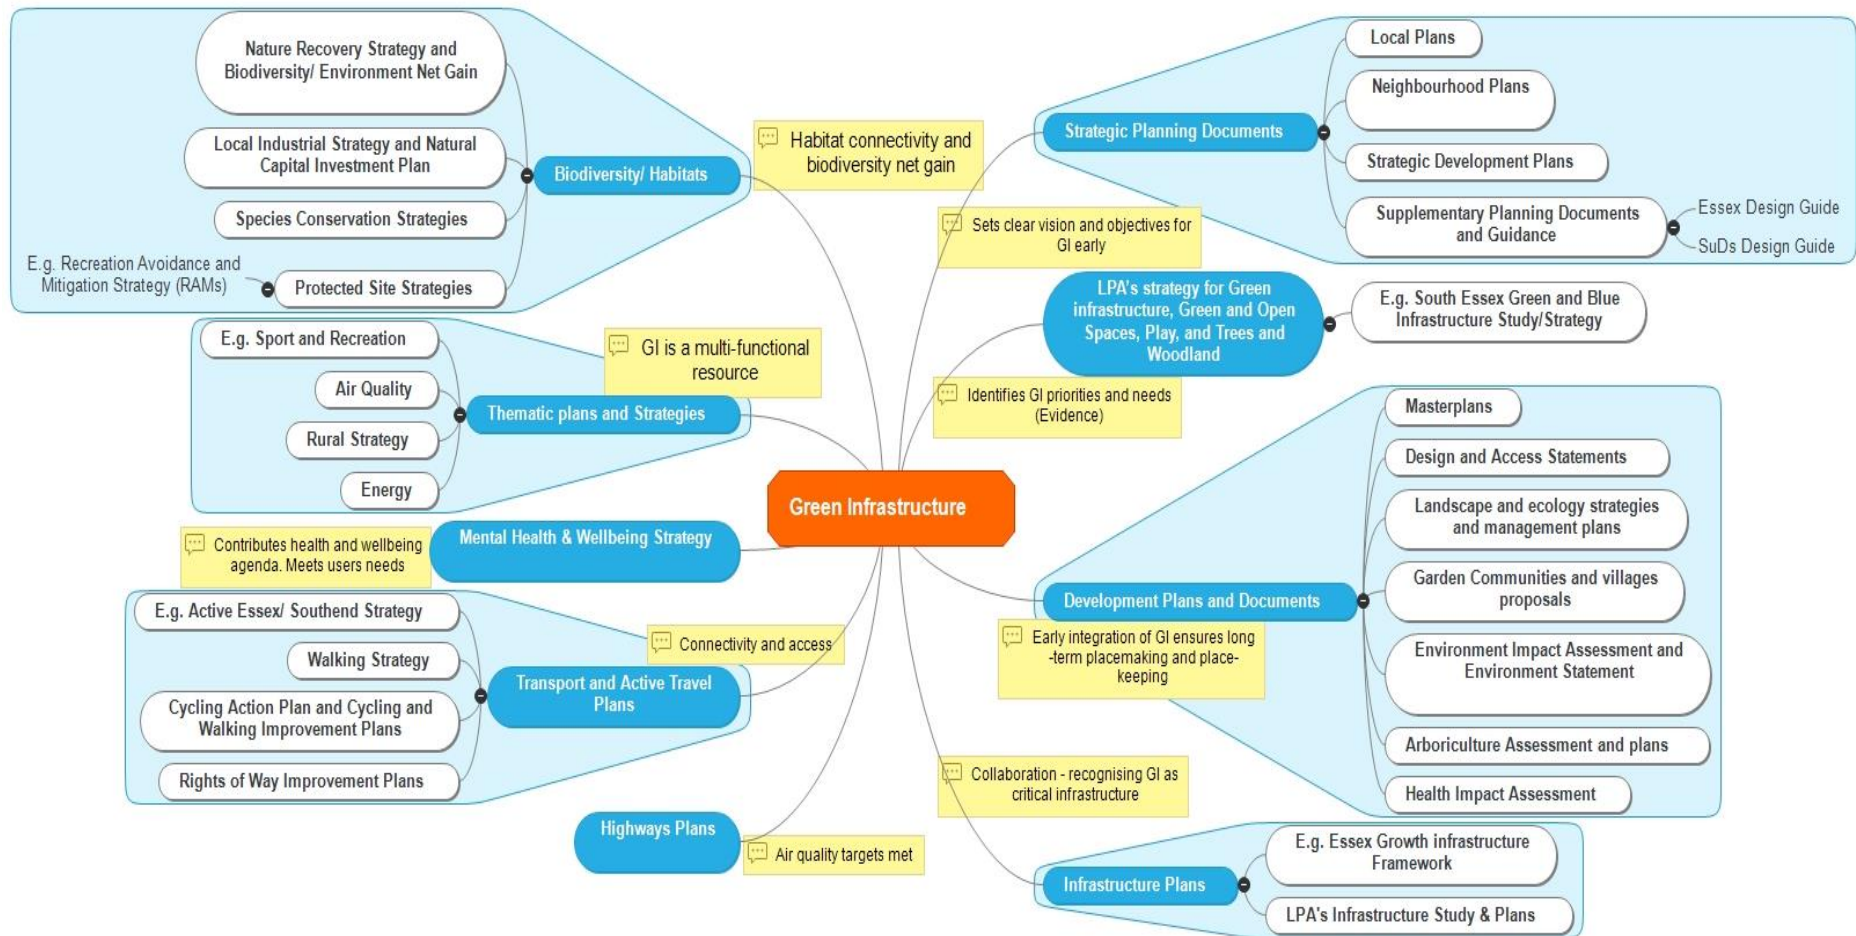 Nature Recovery Strategy and
Biodiversity/ Environment Net Gain
Local Industrial Strategy and Natural
Capital Investment Plan
Species Conservation Strategies
E.g. Recreation Avoidance and
Mitigation Strategy (RAMs)
Protected Site Strategies
Biodiversity/ Habitats
Habitat connectivity and
biodiversity net gain
E.g. Sport and Recreation
Air Quality
Rural Strategy
Energy
Thematic plans and Strategies
GI is a multi-functional
resource
Mental Health & Wellbeing Strategy
Contributes health and wellbeing
agenda. Meets users needs
E.g. Active Essex/ Southend Strategy
Walking Strategy
Cycling Action Plan and Cycling and
Walking Improvement Plans
Rights of Way Improvement Plans
Transport and Active Travel
Plans
Connectivity and access
Highways Plans
Air quality targets met
Green Infrastructure
Strategic Planning Documents
Sets clear vision and objectives for
GI early
Local Plans
Neighbourhood Plans
Strategic Development Plans
Supplementary Planning Documents
and Guidance
Essex Design Guide
SuDs Design Guide
LPA's strategy for Green
infrastructure, Green and Open
Spaces, Play, and Trees and
Woodland
E.g. South Essex Green and Blue
Infrastructure Study/Strategy
Identifies GI priorities and needs
(Evidence)
Development Plans and Documents
Early integration of GI ensures long
-term placemaking and place-
keeping
Masterplans
Design and Access Statements
Landscape and ecology strategies
and management plans
Garden Communities and villages
proposals
Environment Impact Assessment and
Environment Statement
Arboriculture Assessment and plans
Health Impact Assessment
Collaboration - recognising GI as
critical infrastructure
Infrastructure Plans
E.g. Essex Growth infrastructure
Framework
LPA's Infrastructure Study & Plans